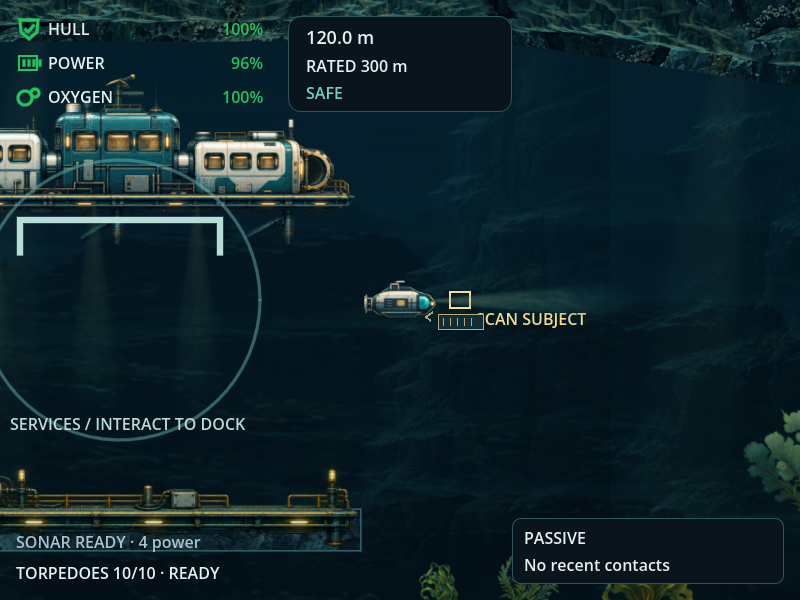 HULL 100%
POWER 96%
OXYGEN 100%
120.0 m
RATED 300 m
SAFE
CAN SUBJECT
SERVICES / INTERACT TO DOCK
SONAR READY · 4 power
TORPEDOES 10/10 · READY
PASSIVE
No recent contacts